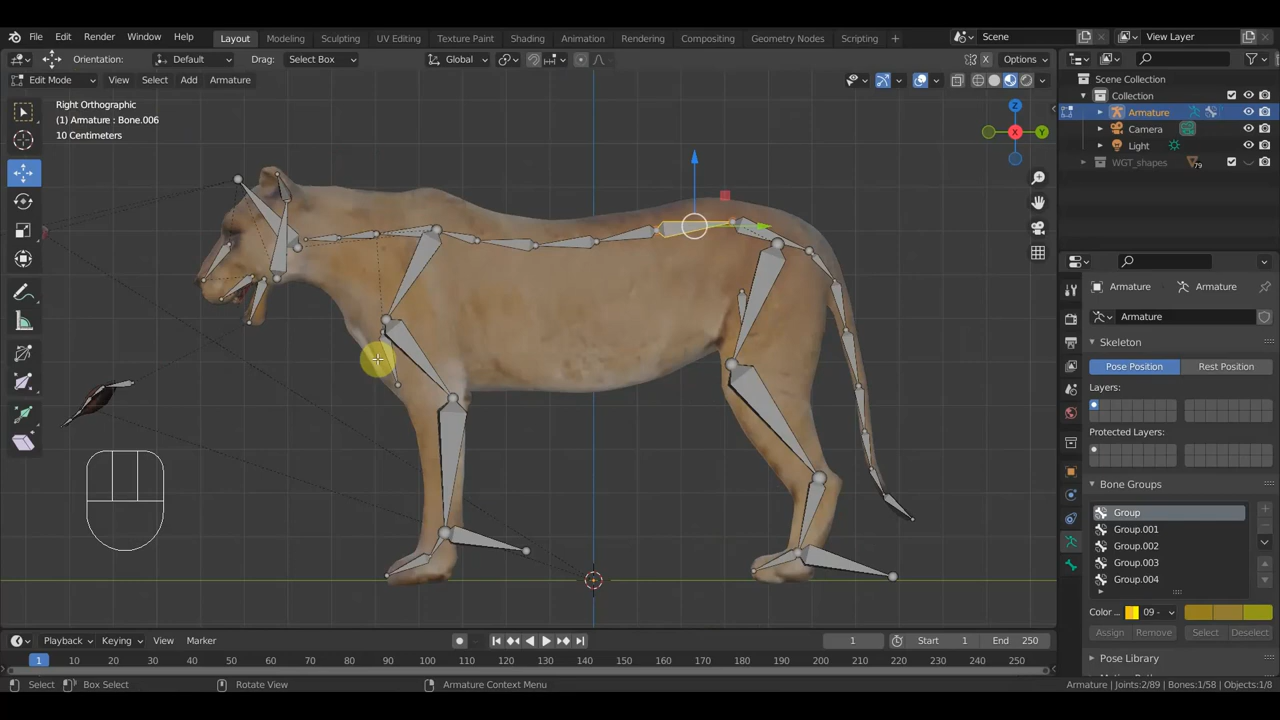 File Edit Render Window Help Layout Modeling Sculpting UV Editing Texture Paint Shading Animation Rendering Compositing Geometry Nodes Scripting + Scene View Layer
Orientation: Default Drag: Select Box Global Options
Edit Mode View Select Add Armature
Right Orthographic
(1) Armature : Bone.006
10 Centimeters
Z
Y
X
Scene Collection
Collection
Armature
Camera
Light
WGT_shapes 79
Armature Armature
Armature
Skeleton
Pose Position Rest Position
Layers:
Protected Layers:
Bone Groups
Group
Group.001
Group.002
Group.003
Group.004
Color ... 09 -
Assign Remove Select Deselect
Pose Library
Playback Keying View Marker 1 Start 1 End 250
1 10 20 30 40 50 60 70 80 90 100 110 120 130 140 150 160 170 180 190 200 210 220 230 240 250
Select Box Select Rotate View Armature Context Menu Armature | Joints:2/89 | Bones:1/58 | Objects:1/8